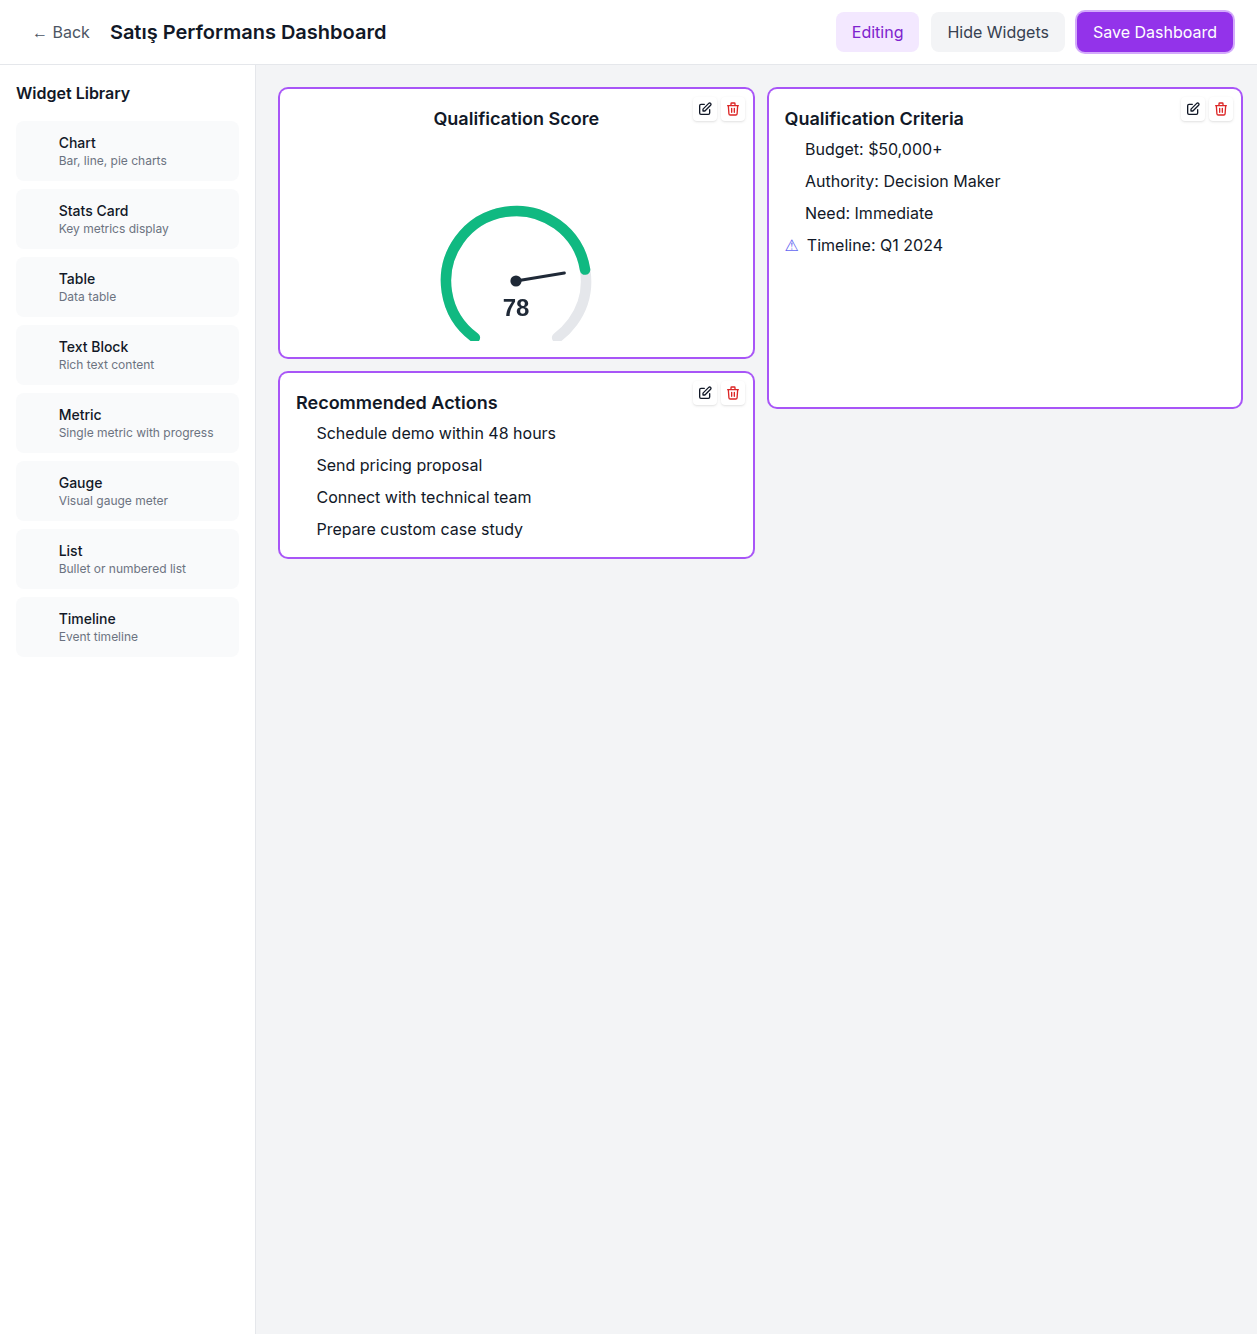 ← Back
Satış Performans Dashboard
Editing
Hide Widgets
Save Dashboard
Widget Library
Chart
Bar, line, pie charts
Stats Card
Key metrics display
Table
Data table
Text Block
Rich text content
Metric
Single metric with progress
Gauge
Visual gauge meter
List
Bullet or numbered list
Timeline
Event timeline
Qualification Score
78
Recommended Actions
Schedule demo within 48 hours
Send pricing proposal
Connect with technical team
Prepare custom case study
Qualification Criteria
Budget: $50,000+
Authority: Decision Maker
Need: Immediate
⚠ Timeline: Q1 2024